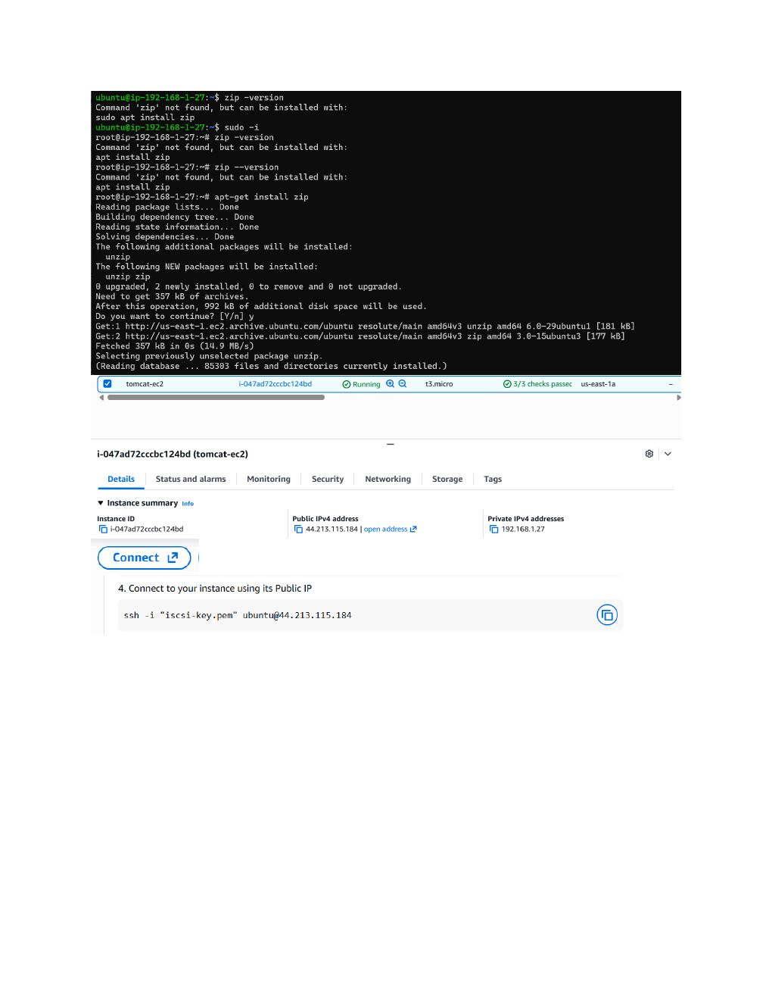 ubuntu@ip-192-168-1-27:~$ zip -version
Command 'zip' not found, but can be installed with:
sudo apt install zip
ubuntu@ip-192-168-1-27:~$ sudo -i
root@ip-192-168-1-27:~# zip -version
Command 'zip' not found, but can be installed with:
apt install zip
root@ip-192-168-1-27:~# zip --version
Command 'zip' not found, but can be installed with:
apt install zip
root@ip-192-168-1-27:~# apt-get install zip
Reading package lists... Done
Building dependency tree... Done
Reading state information... Done
Solving dependencies... Done
The following additional packages will be installed:
  unzip
The following NEW packages will be installed:
  unzip zip
0 upgraded, 2 newly installed, 0 to remove and 0 not upgraded.
Need to get 357 kB of archives.
After this operation, 992 kB of additional disk space will be used.
Do you want to continue? [Y/n] y
Get:1 http://us-east-1.ec2.archive.ubuntu.com/ubuntu resolute/main amd64v3 unzip amd64 6.0-29ubuntu1 [181 kB]
Get:2 http://us-east-1.ec2.archive.ubuntu.com/ubuntu resolute/main amd64v3 zip amd64 3.0-15ubuntu3 [177 kB]
Fetched 357 kB in 0s (14.9 MB/s)
Selecting previously unselected package unzip.
(Reading database ... 85303 files and directories currently installed.)
tomcat-ec2 i-047ad72cccbc124bd Running t3.micro 3/3 checks passec us-east-1a –
i-047ad72cccbc124bd (tomcat-ec2)
Details Status and alarms Monitoring Security Networking Storage Tags
Instance summary Info
Instance ID Public IPv4 address Private IPv4 addresses
i-047ad72cccbc124bd 44.213.115.184 | open address 192.168.1.27
Connect
4. Connect to your instance using its Public IP
ssh -i "iscsi-key.pem" ubuntu@44.213.115.184